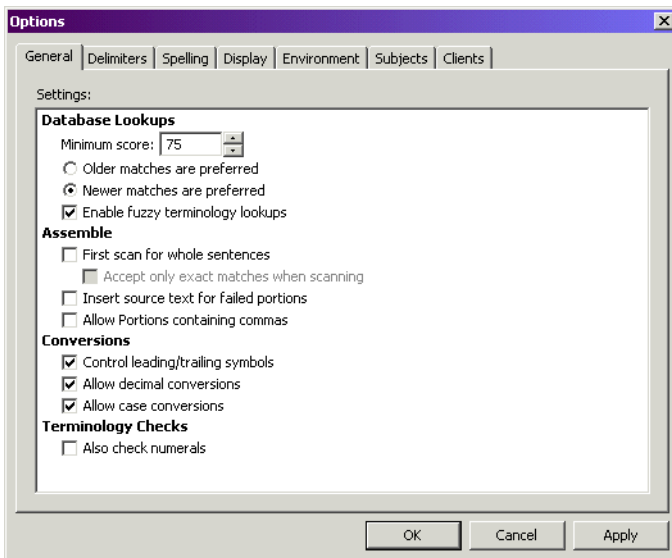 Options
General Delimiters Spelling Display Environment Subjects Clients
Settings:
Database Lookups
Minimum score: 75
Older matches are preferred
Newer matches are preferred
Enable fuzzy terminology lookups
Assemble
First scan for whole sentences
Accept only exact matches when scanning
Insert source text for failed portions
Allow Portions containing commas
Conversions
Control leading/trailing symbols
Allow decimal conversions
Allow case conversions
Terminology Checks
Also check numerals
OK Cancel Apply